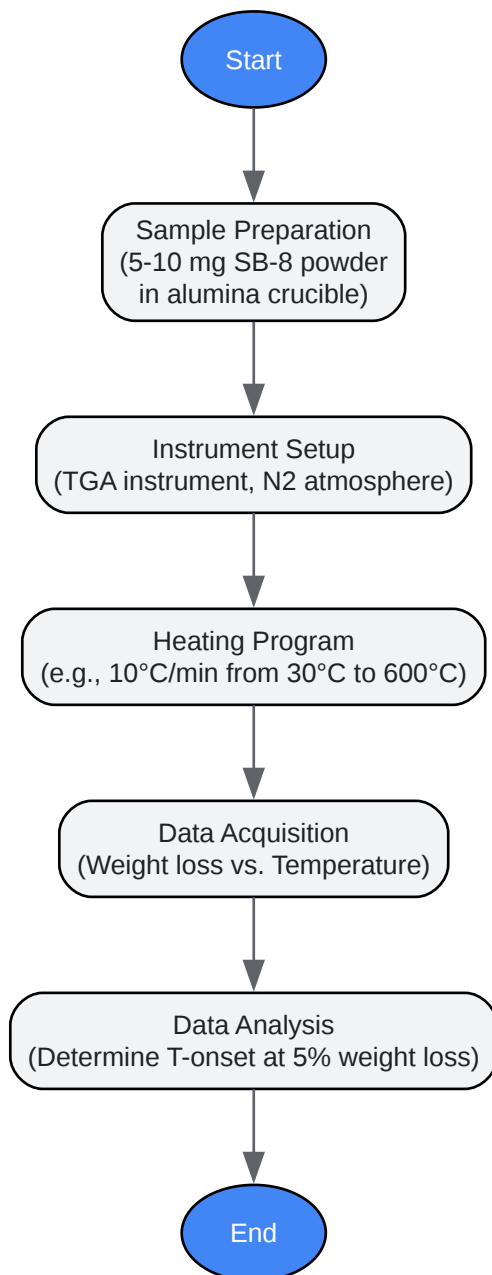 Start
Sample Preparation
(5-10 mg SB-8 powder
in alumina crucible)
Instrument Setup
(TGA instrument, N2 atmosphere)
Heating Program
(e.g., 10°C/min from 30°C to 600°C)
Data Acquisition
(Weight loss vs. Temperature)
Data Analysis
(Determine T-onset at 5% weight loss)
End